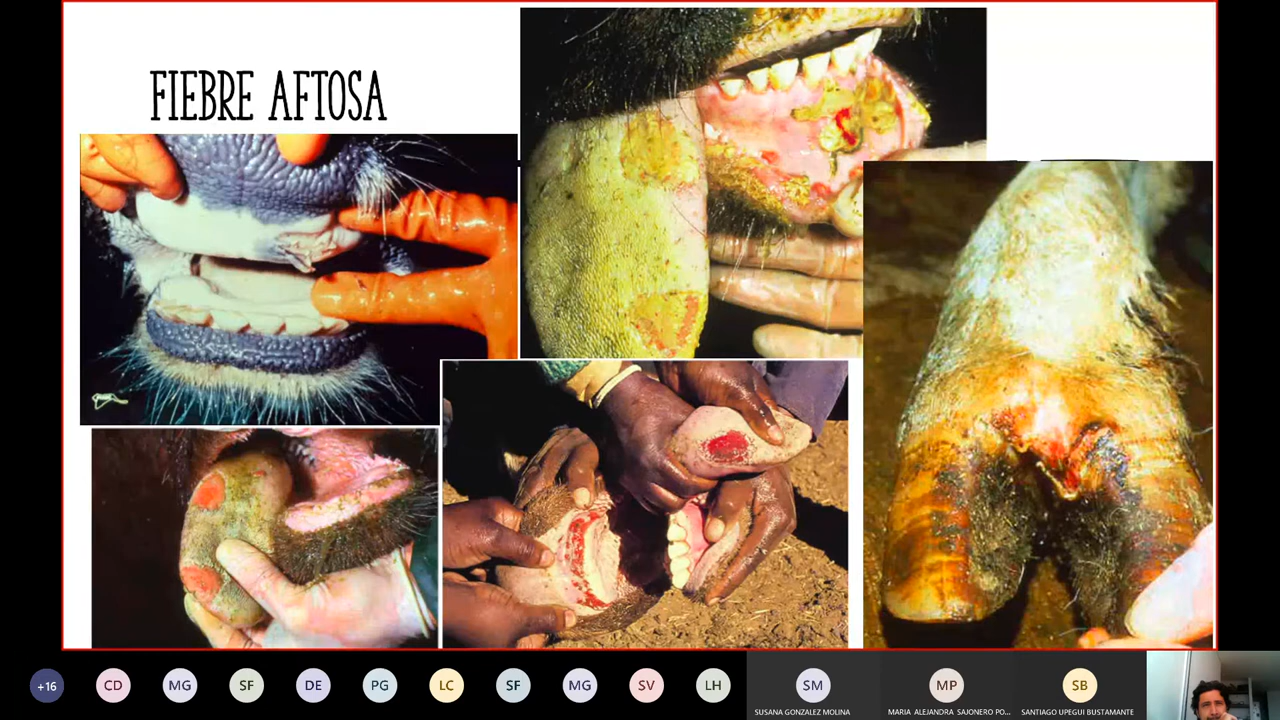 FIEBRE AFTOSA
+16
CD
MG
SF
DE
PG
LC
SF
MG
SV
LH
SM
MP
SB
SUSANA GONZALEZ MOLINA
MARIA ALEJANDRA SAJONERO PO...
SANTIAGO UPEGUI BUSTAMANTE